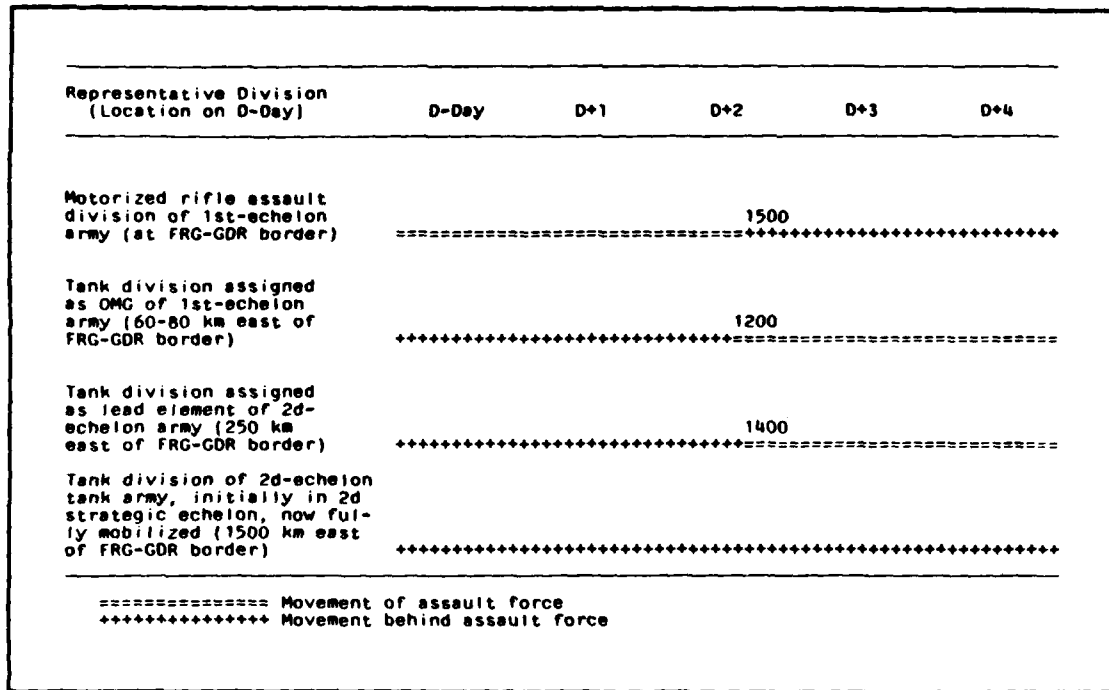 Representative Division
(Location on D-Day) D-Day D+1 D+2 D+3 D+4
Motorized rifle assault
division of 1st-echelon 1500
army (at FRG-GDR border) =====================================++++++++++++++++++++++++++++++++++
Tank division assigned
as OMG of 1st-echelon
army (60-80 km east of 1200
FRG-GDR border) ++++++++++++++++++++++++++++++++++++===================================
Tank division assigned
as lead element of 2d-
echelon army (250 km 1400
east of FRG-GDR border) +++++++++++++++++++++++++++++++++++++==================================
Tank division of 2d-echelon
tank army, initially in 2d
strategic echelon, now ful-
ly mobilized (1500 km east
of FRG-GDR border) +++++++++++++++++++++++++++++++++++++++++++++++++++++++++++++++++++++++
================== Movement of assault force
++++++++++++++++++ Movement behind assault force